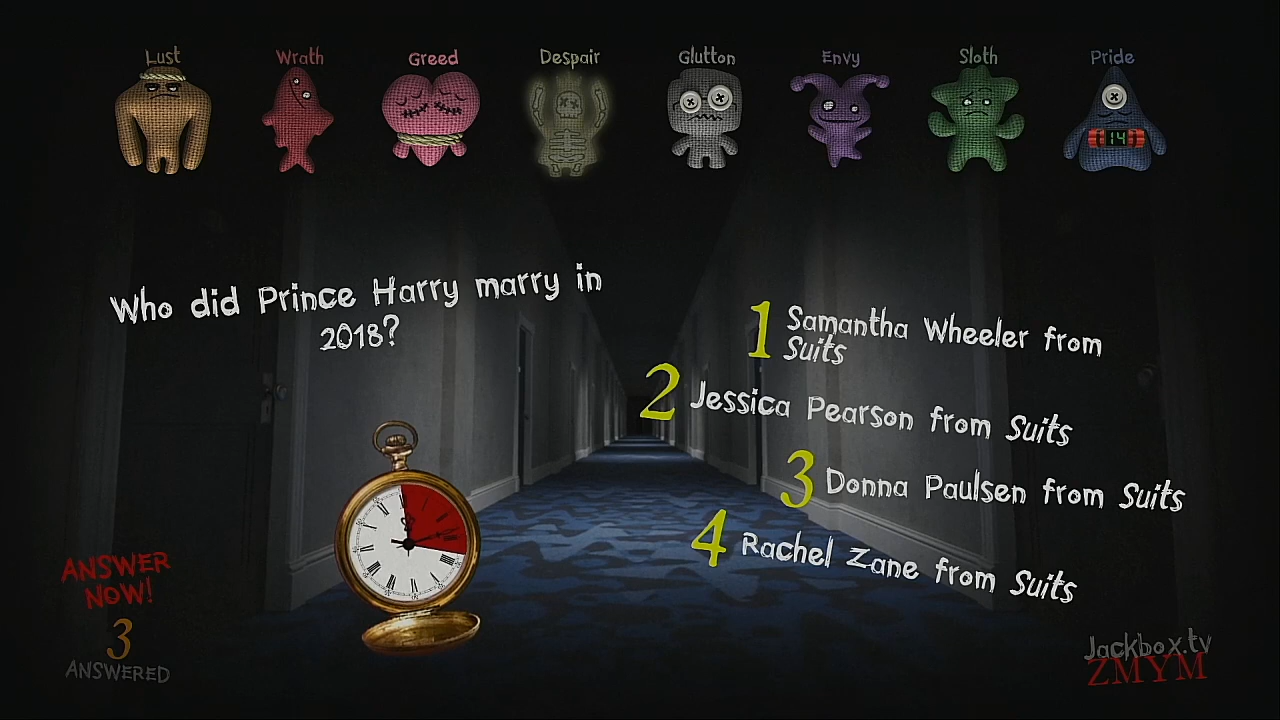 Lust Wrath Greed Despair Glutton Envy Sloth Pride
14
Who did Prince Harry marry in
2018?
1 Samantha Wheeler from
Suits
2 Jessica Pearson from Suits
3 Donna Paulsen from Suits
4 Rachel Zane from Suits
ANSWER
NOW!
3
ANSWERED
Jackbox.tv
ZMYM